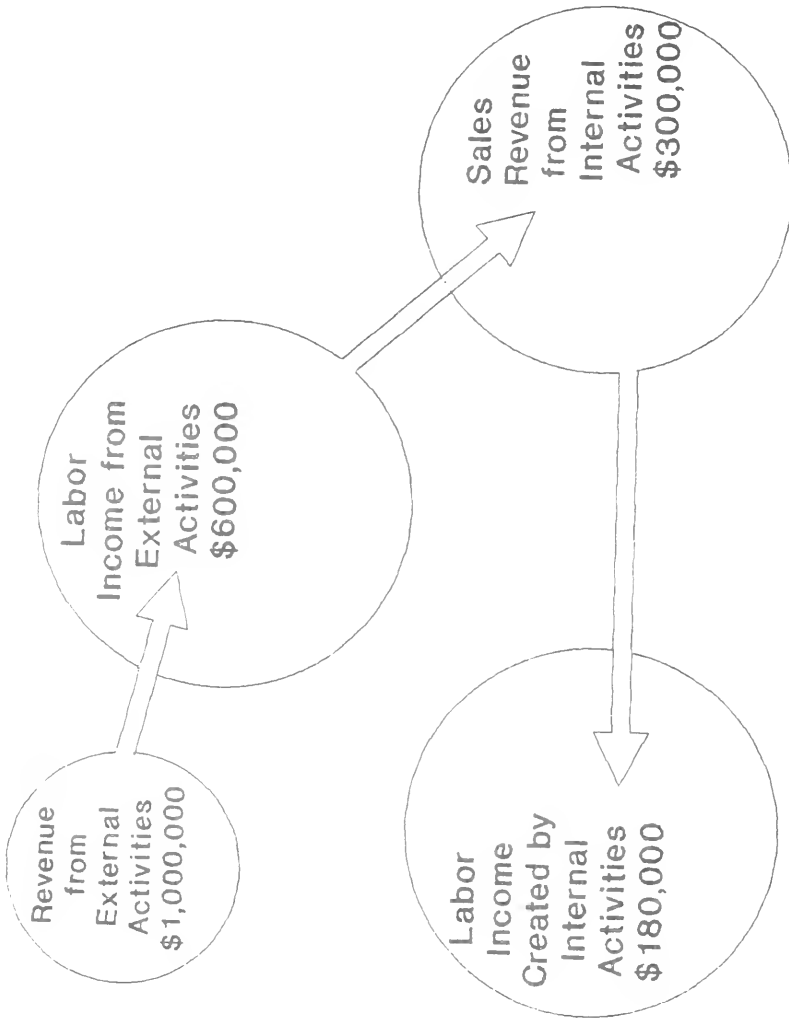 Revenue
from
External
Activities
$1,000,000
Labor
Income from
External
Activities
$600,000
Sales
Revenue
from
Internal
Activities
$300,000
Labor
Income
Created by
Internal
Activities
$180,000